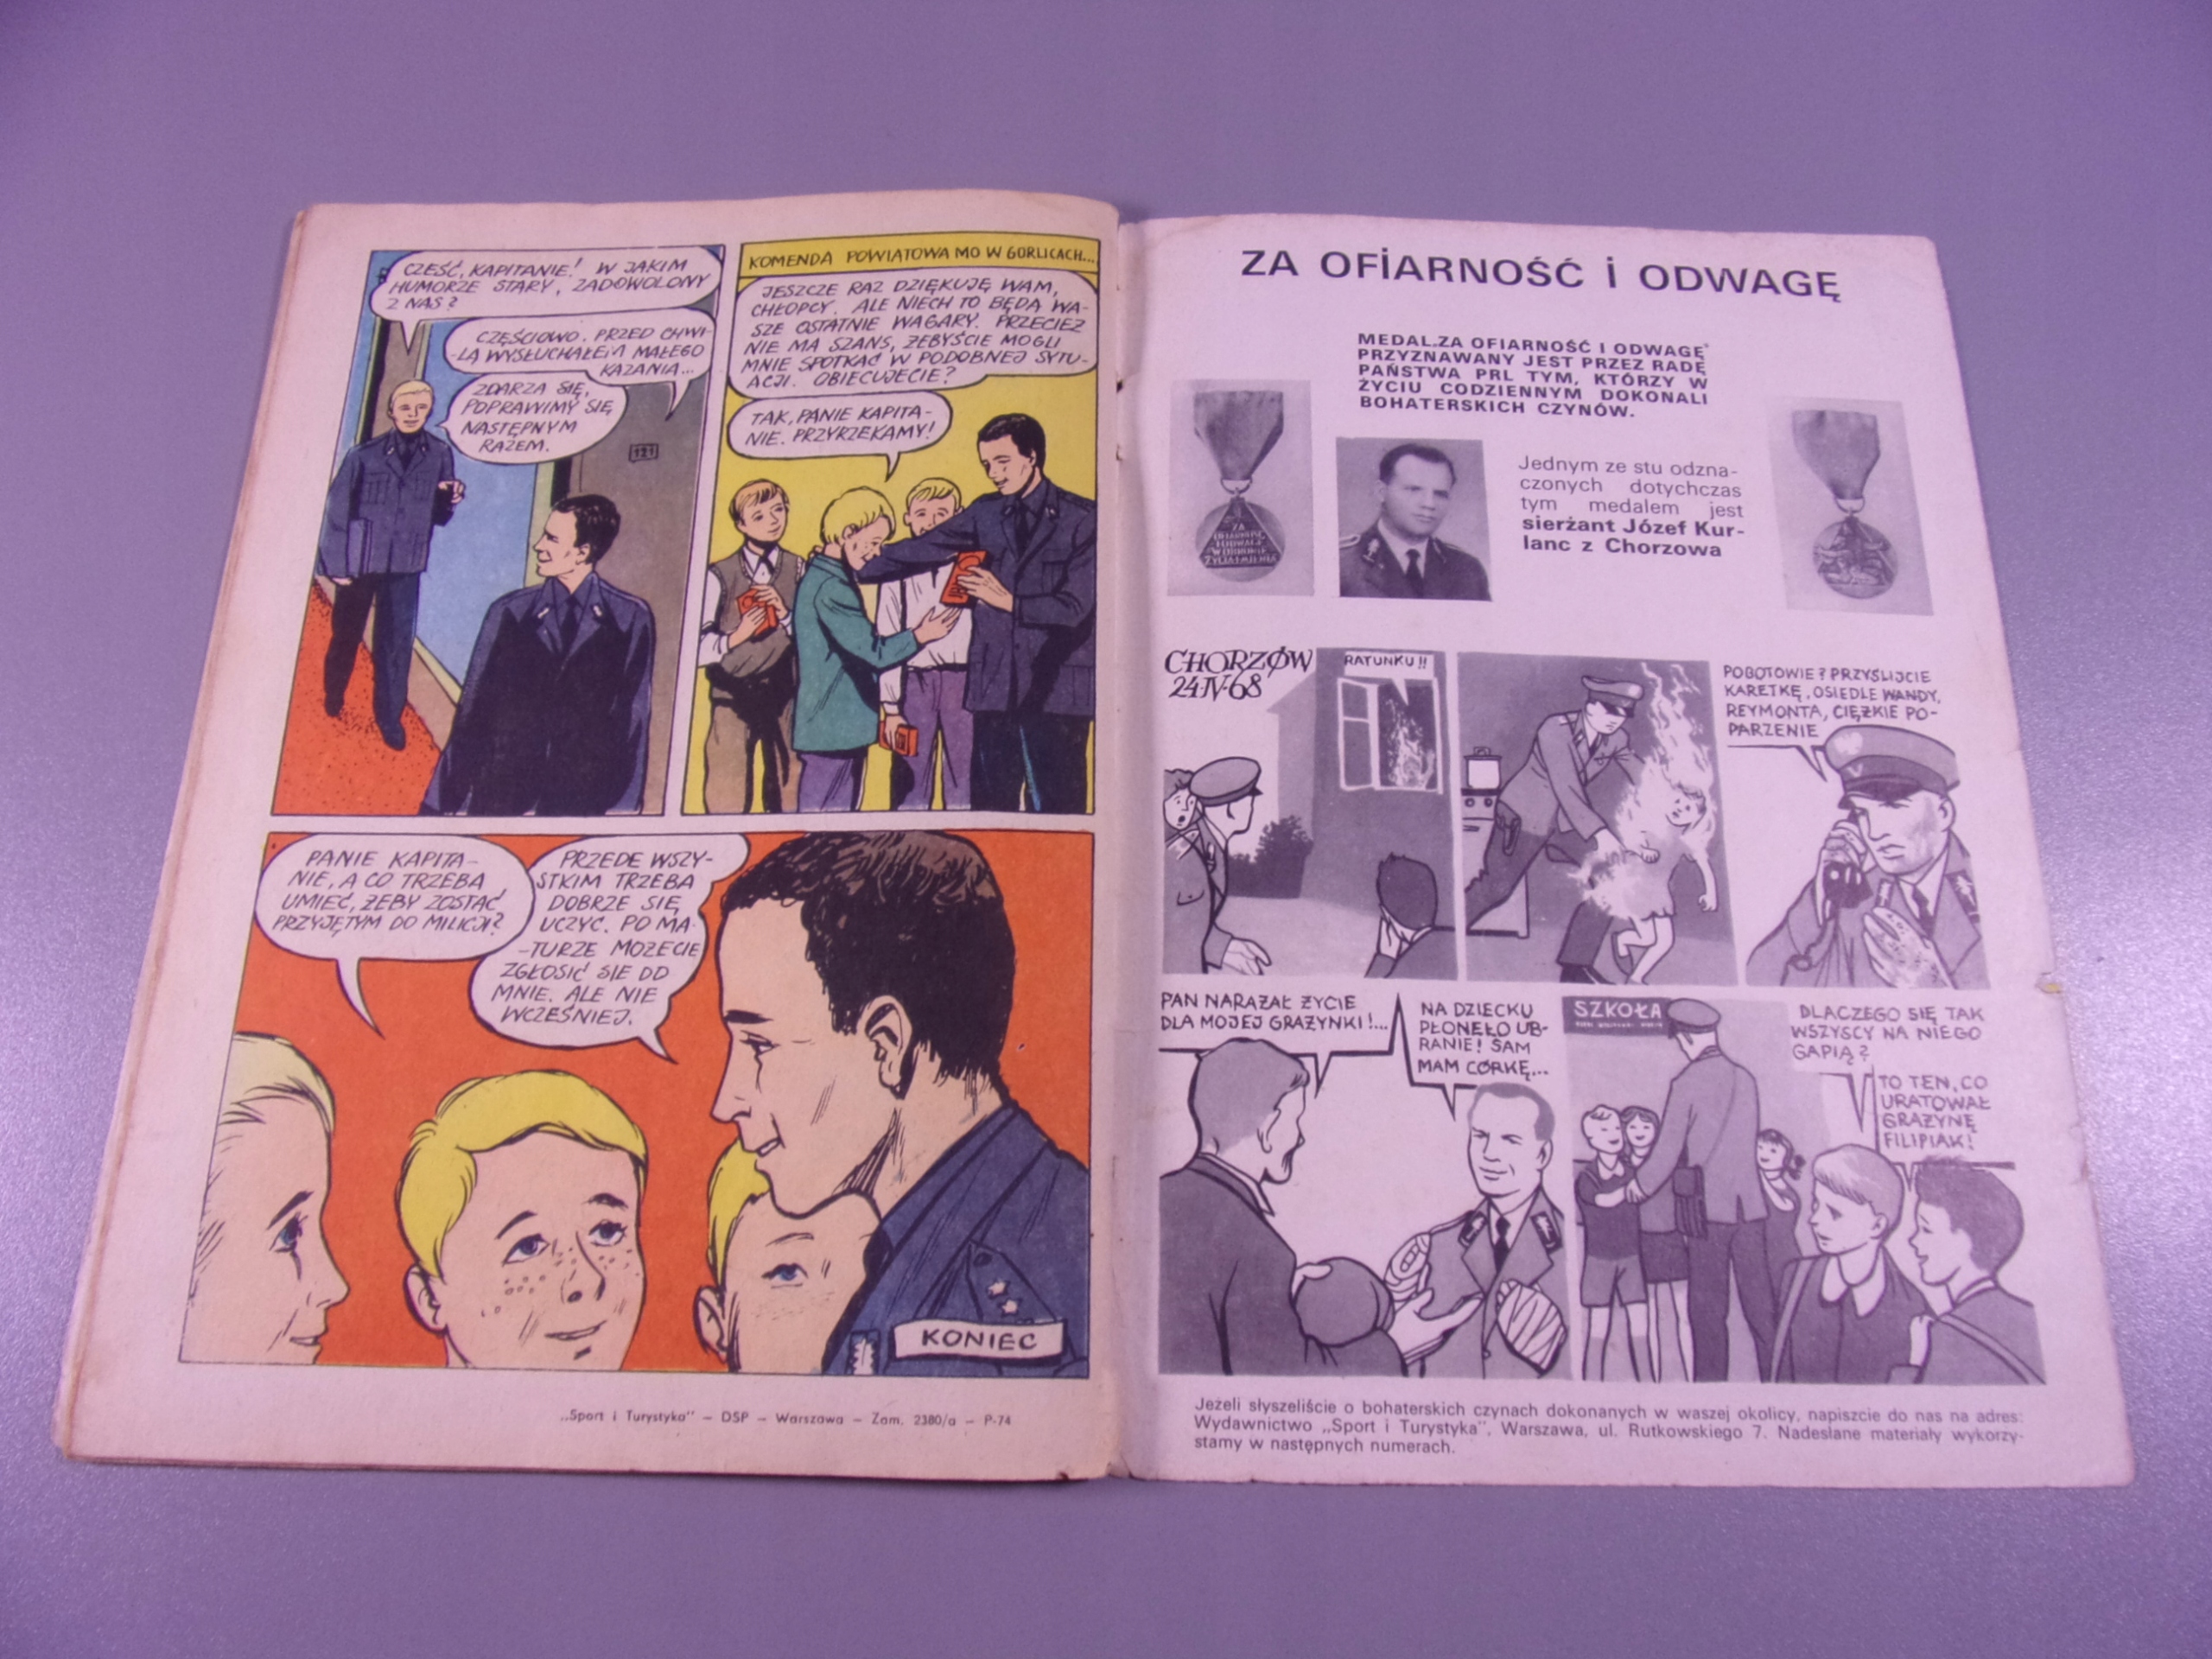 CZEŚĆ, KAPITANIE! W JAKIM
HUMORZE STARY, ZADOWOLONY
Z NAS?
CZĘŚCIOWO. PRZED CHWI-
-LĄ WYSŁUCHAŁEM MAŁEGO
KAZANIA...
ZDARZA SIĘ,
POPRAWIMY SIĘ
NASTĘPNYM
RAZEM.
121
KOMENDA POWIATOWA MO W GORLICACH...
JESZCZE RAZ DZIĘKUJĘ WAM,
CHŁOPCY. ALE NIECH TO BĘDĄ WA-
SZE OSTATNIE WAGARY. PRZECIEŻ
NIE MA SZANS, ŻEBYŚCIE MOGLI
MNIE SPOTKAĆ W PODOBNEJ SYTU-
ACJI. OBIECUJECIE?
TAK, PANIE KAPITA-
NIE. PRZYRZEKAMY!
PANIE KAPITA-
NIE, A CO TRZEBA
UMIEĆ, ŻEBY ZOSTAĆ
PRZYJĘTYM DO MILICJI?
PRZEDE WSZY-
STKIM TRZEBA
DOBRZE SIĘ
UCZYĆ. PO MA-
-TURZE MOŻECIE
ZGŁOSIĆ SIĘ DO
MNIE. ALE NIE
WCZEŚNIEJ.
KONIEC
„Sport i Turystyka" – DSP – Warszawa – Zam. 2380/a – P-74
ZA OFIARNOŚĆ i ODWAGĘ
MEDAL „ZA OFIARNOŚĆ I ODWAGĘ"
PRZYZNAWANY JEST PRZEZ RADĘ
PAŃSTWA PRL TYM, KTÓRZY W
ŻYCIU CODZIENNYM DOKONALI
BOHATERSKICH CZYNÓW.
ZA
OFIARNOŚĆ
I ODWAGĘ
W OBRONIE
ŻYCIA I MIENIA
Jednym ze stu odzna-
czonych dotychczas
tym medalem jest
sierżant Józef Kur-
lanc z Chorzowa
CHORZÓW
24·IV·68
RATUNKU!!
POGOTOWIE? PRZYŚLIJCIE
KARETKĘ, OSIEDLE WANDY,
REYMONTA, CIĘŻKIE PO-
PARZENIE
PAN NARAŻAŁ ŻYCIE
DLA MOJEJ GRAŻYNKI!...
NA DZIECKU
PŁONĘŁO UB-
RANIE! SAM
MAM CÓRKĘ...
SZKOŁA
DLACZEGO SIĘ TAK
WSZYSCY NA NIEGO
GAPIĄ?
TO TEN, CO
URATOWAŁ
GRAŻYNĘ
FILIPIAK!
Jeżeli słyszeliście o bohaterskich czynach dokonanych w waszej okolicy, napiszcie do nas na adres:
Wydawnictwo „Sport i Turystyka", Warszawa, ul. Rutkowskiego 7. Nadesłane materiały wykorzy-
stamy w następnych numerach.